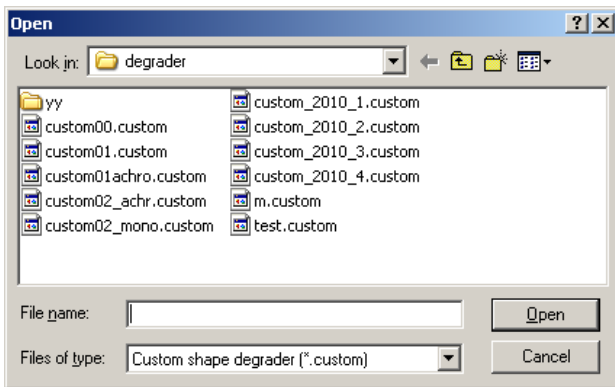 Open
Look in: degrader
yy
custom00.custom
custom01.custom
custom01achro.custom
custom02_achr.custom
custom02_mono.custom
custom_2010_1.custom
custom_2010_2.custom
custom_2010_3.custom
custom_2010_4.custom
m.custom
test.custom
File name:
Open
Files of type: Custom shape degrader (*.custom)
Cancel